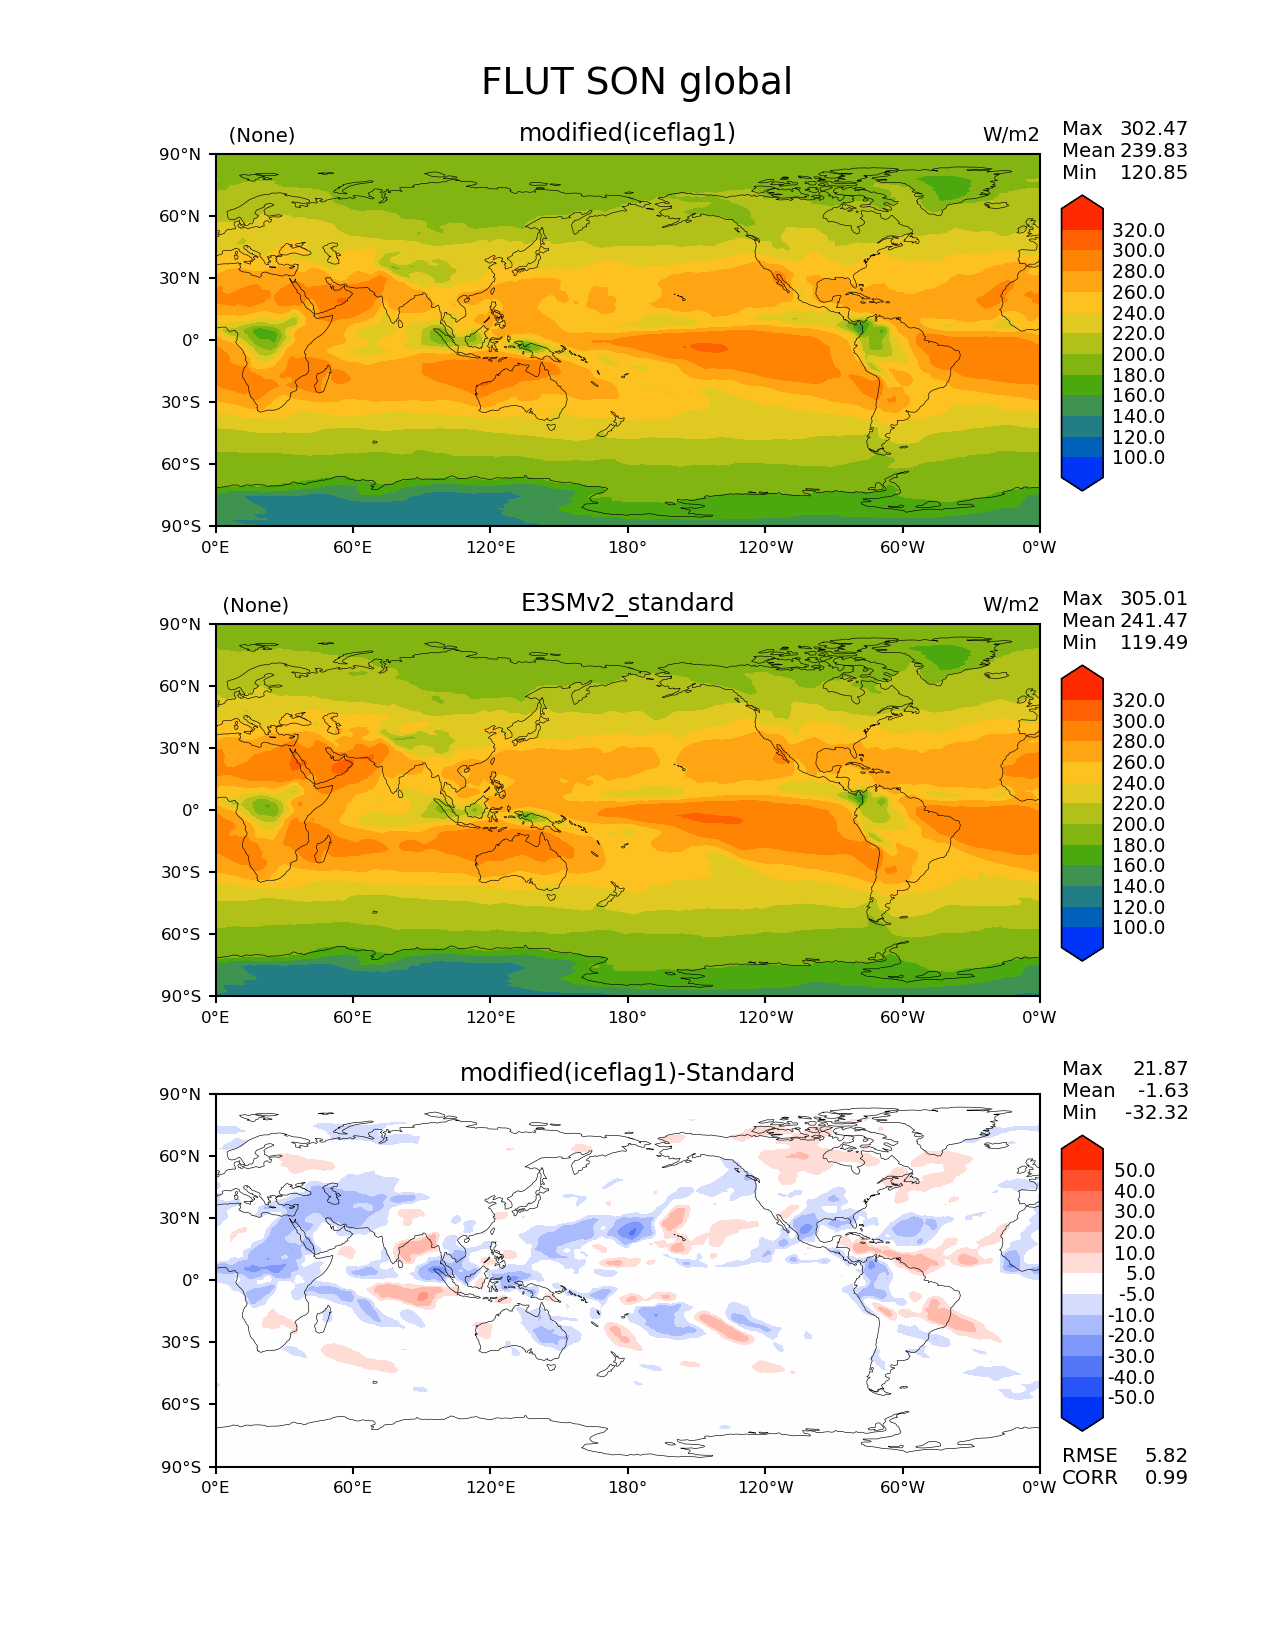 FLUT SON global
(None) modified(iceflag1) W/m2
Max 302.47
Mean 239.83
Min 120.85
90°N
60°N
30°N
0°
30°S
60°S
90°S
0°E 60°E 120°E 180° 120°W 60°W 0°W
320.0
300.0
280.0
260.0
240.0
220.0
200.0
180.0
160.0
140.0
120.0
100.0
(None) E3SMv2_standard W/m2
Max 305.01
Mean 241.47
Min 119.49
90°N
60°N
30°N
0°
30°S
60°S
90°S
0°E 60°E 120°E 180° 120°W 60°W 0°W
320.0
300.0
280.0
260.0
240.0
220.0
200.0
180.0
160.0
140.0
120.0
100.0
modified(iceflag1)-Standard
Max 21.87
Mean -1.63
Min -32.32
90°N
60°N
30°N
0°
30°S
60°S
90°S
0°E 60°E 120°E 180° 120°W 60°W 0°W
50.0
40.0
30.0
20.0
10.0
5.0
-5.0
-10.0
-20.0
-30.0
-40.0
-50.0
RMSE 5.82
CORR 0.99